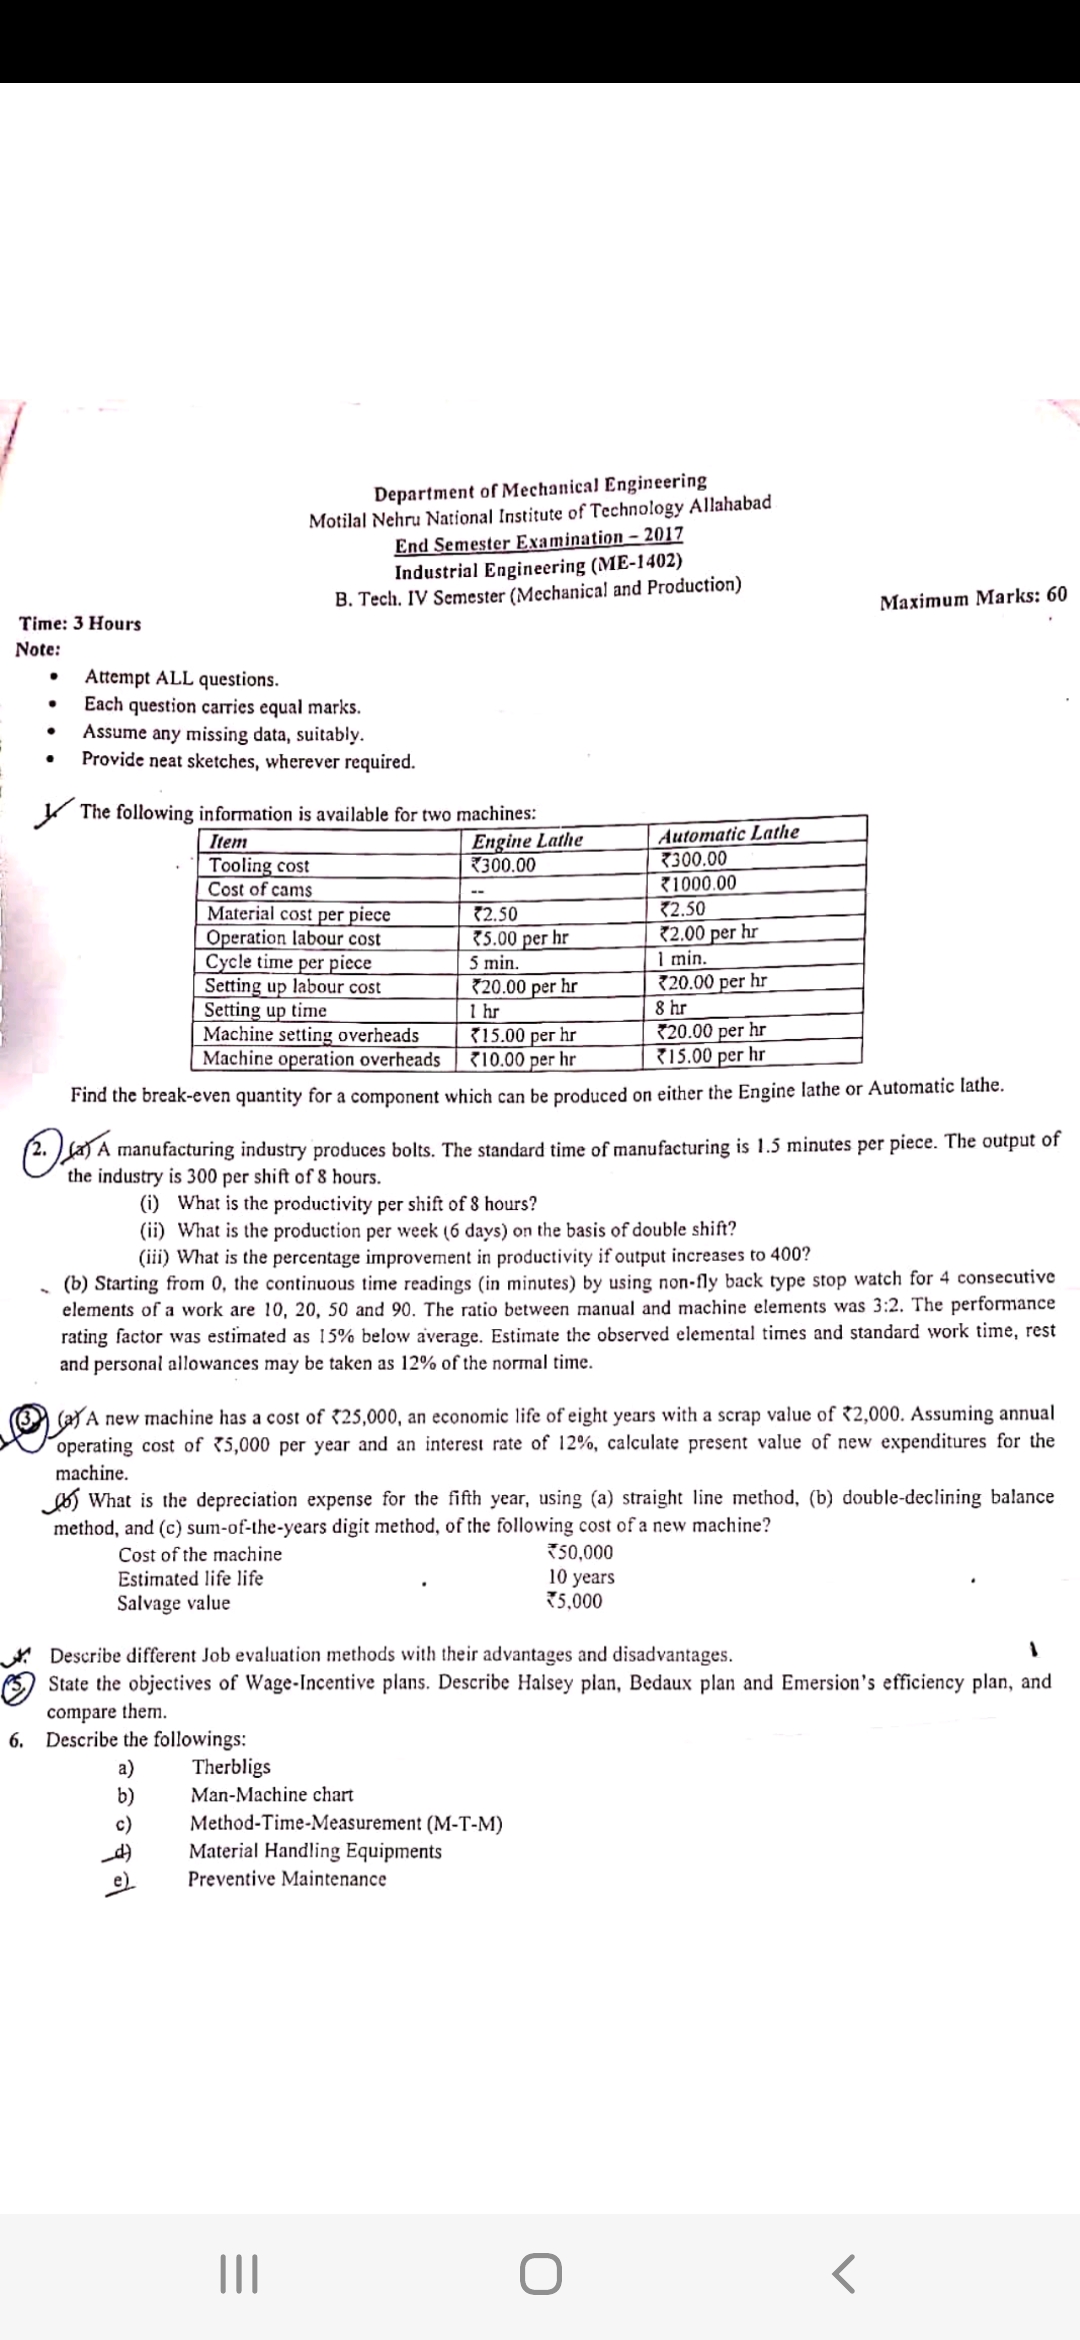 Department of Mechanical Engineering
Motilal Nehru National Institute of Technology Allahabad
End Semester Examination – 2017
Industrial Engineering (ME-1402)
B. Tech. IV Semester (Mechanical and Production)
Time: 3 Hours Maximum Marks: 60
Note:
• Attempt ALL questions.
• Each question carries equal marks.
• Assume any missing data, suitably.
• Provide neat sketches, wherever required.
1. The following information is available for two machines:
Item Engine Lathe Automatic Lathe
Tooling cost ₹300.00 ₹300.00
Cost of cams -- ₹1000.00
Material cost per piece ₹2.50 ₹2.50
Operation labour cost ₹5.00 per hr ₹2.00 per hr
Cycle time per piece 5 min. 1 min.
Setting up labour cost ₹20.00 per hr ₹20.00 per hr
Setting up time 1 hr 8 hr
Machine setting overheads ₹15.00 per hr ₹20.00 per hr
Machine operation overheads ₹10.00 per hr ₹15.00 per hr
Find the break-even quantity for a component which can be produced on either the Engine lathe or Automatic lathe.
2. (a) A manufacturing industry produces bolts. The standard time of manufacturing is 1.5 minutes per piece. The output of
the industry is 300 per shift of 8 hours.
(i) What is the productivity per shift of 8 hours?
(ii) What is the production per week (6 days) on the basis of double shift?
(iii) What is the percentage improvement in productivity if output increases to 400?
(b) Starting from 0, the continuous time readings (in minutes) by using non-fly back type stop watch for 4 consecutive
elements of a work are 10, 20, 50 and 90. The ratio between manual and machine elements was 3:2. The performance
rating factor was estimated as 15% below average. Estimate the observed elemental times and standard work time, rest
and personal allowances may be taken as 12% of the normal time.
3. (a) A new machine has a cost of ₹25,000, an economic life of eight years with a scrap value of ₹2,000. Assuming annual
operating cost of ₹5,000 per year and an interest rate of 12%, calculate present value of new expenditures for the
machine.
(b) What is the depreciation expense for the fifth year, using (a) straight line method, (b) double-declining balance
method, and (c) sum-of-the-years digit method, of the following cost of a new machine?
Cost of the machine ₹50,000
Estimated life life 10 years
Salvage value ₹5,000
4. Describe different Job evaluation methods with their advantages and disadvantages.
5. State the objectives of Wage-Incentive plans. Describe Halsey plan, Bedaux plan and Emersion's efficiency plan, and
compare them.
6. Describe the followings:
a) Therbligs
b) Man-Machine chart
c) Method-Time-Measurement (M-T-M)
d) Material Handling Equipments
e) Preventive Maintenance